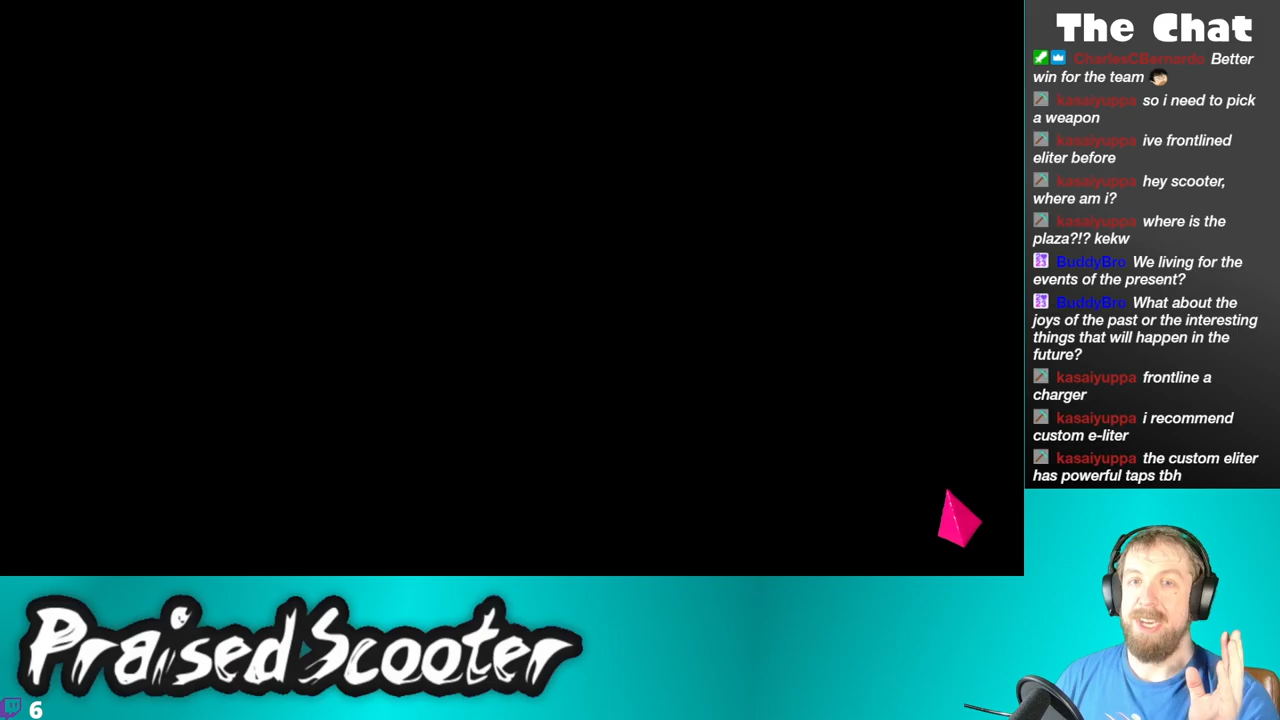 The Chat
CharlesCBernardo Better
win for the team
kasaiyuppa so i need to pick
a weapon
kasaiyuppa ive frontlined
eliter before
kasaiyuppa hey scooter,
where am i?
kasaiyuppa where is the
plaza?!? kekw
BuddyBro We living for the
events of the present?
BuddyBro What about the
joys of the past or the interesting
things that will happen in the
future?
kasaiyuppa frontline a
charger
kasaiyuppa i recommend
custom e-liter
kasaiyuppa the custom eliter
has powerful taps tbh
PraisedScooter
6